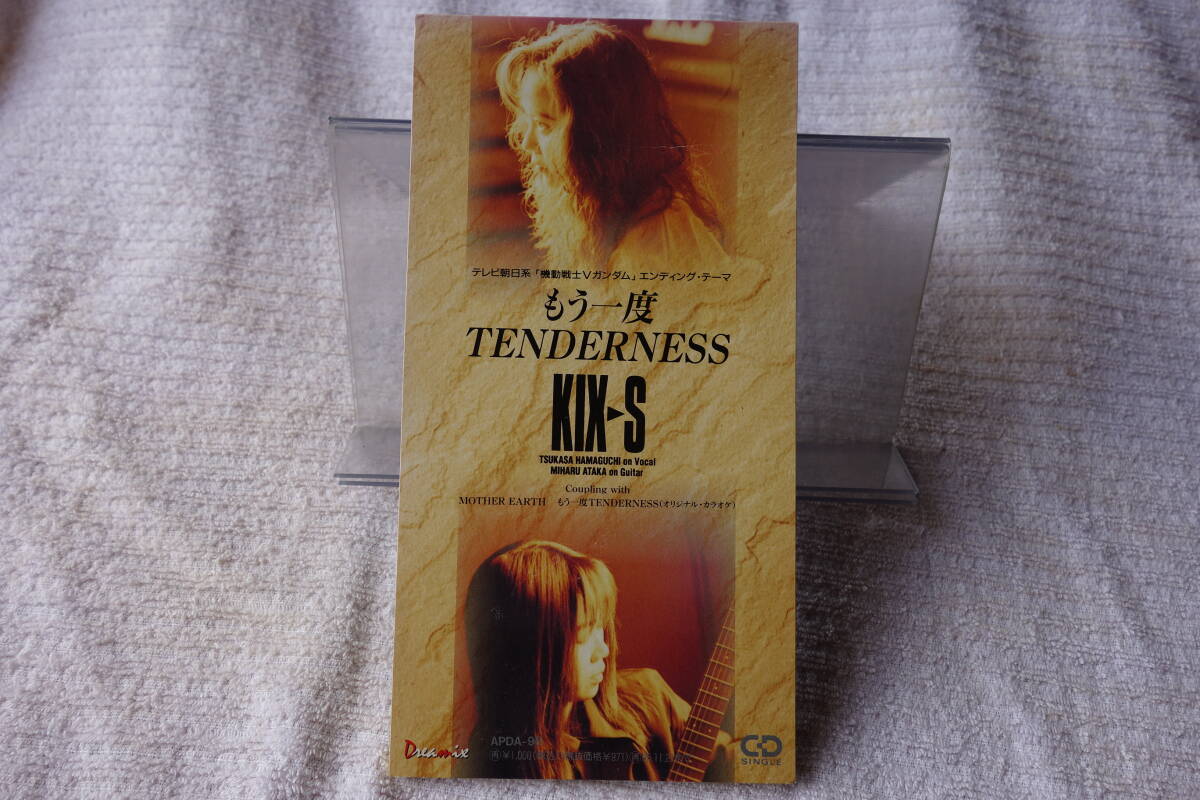 テレビ朝日系「機動戦士Vガンダム」エンディング・テーマ
もう一度
TENDERNESS
KIX▶S
TSUKASA HAMAGUCHI on Vocal
MIHARU ATAKA on Guitar
Coupling with
MOTHER EARTH もう一度TENDERNESS(オリジナル・カラオケ)
Dreamix
APDA-
¥1,000
CD
SINGLE